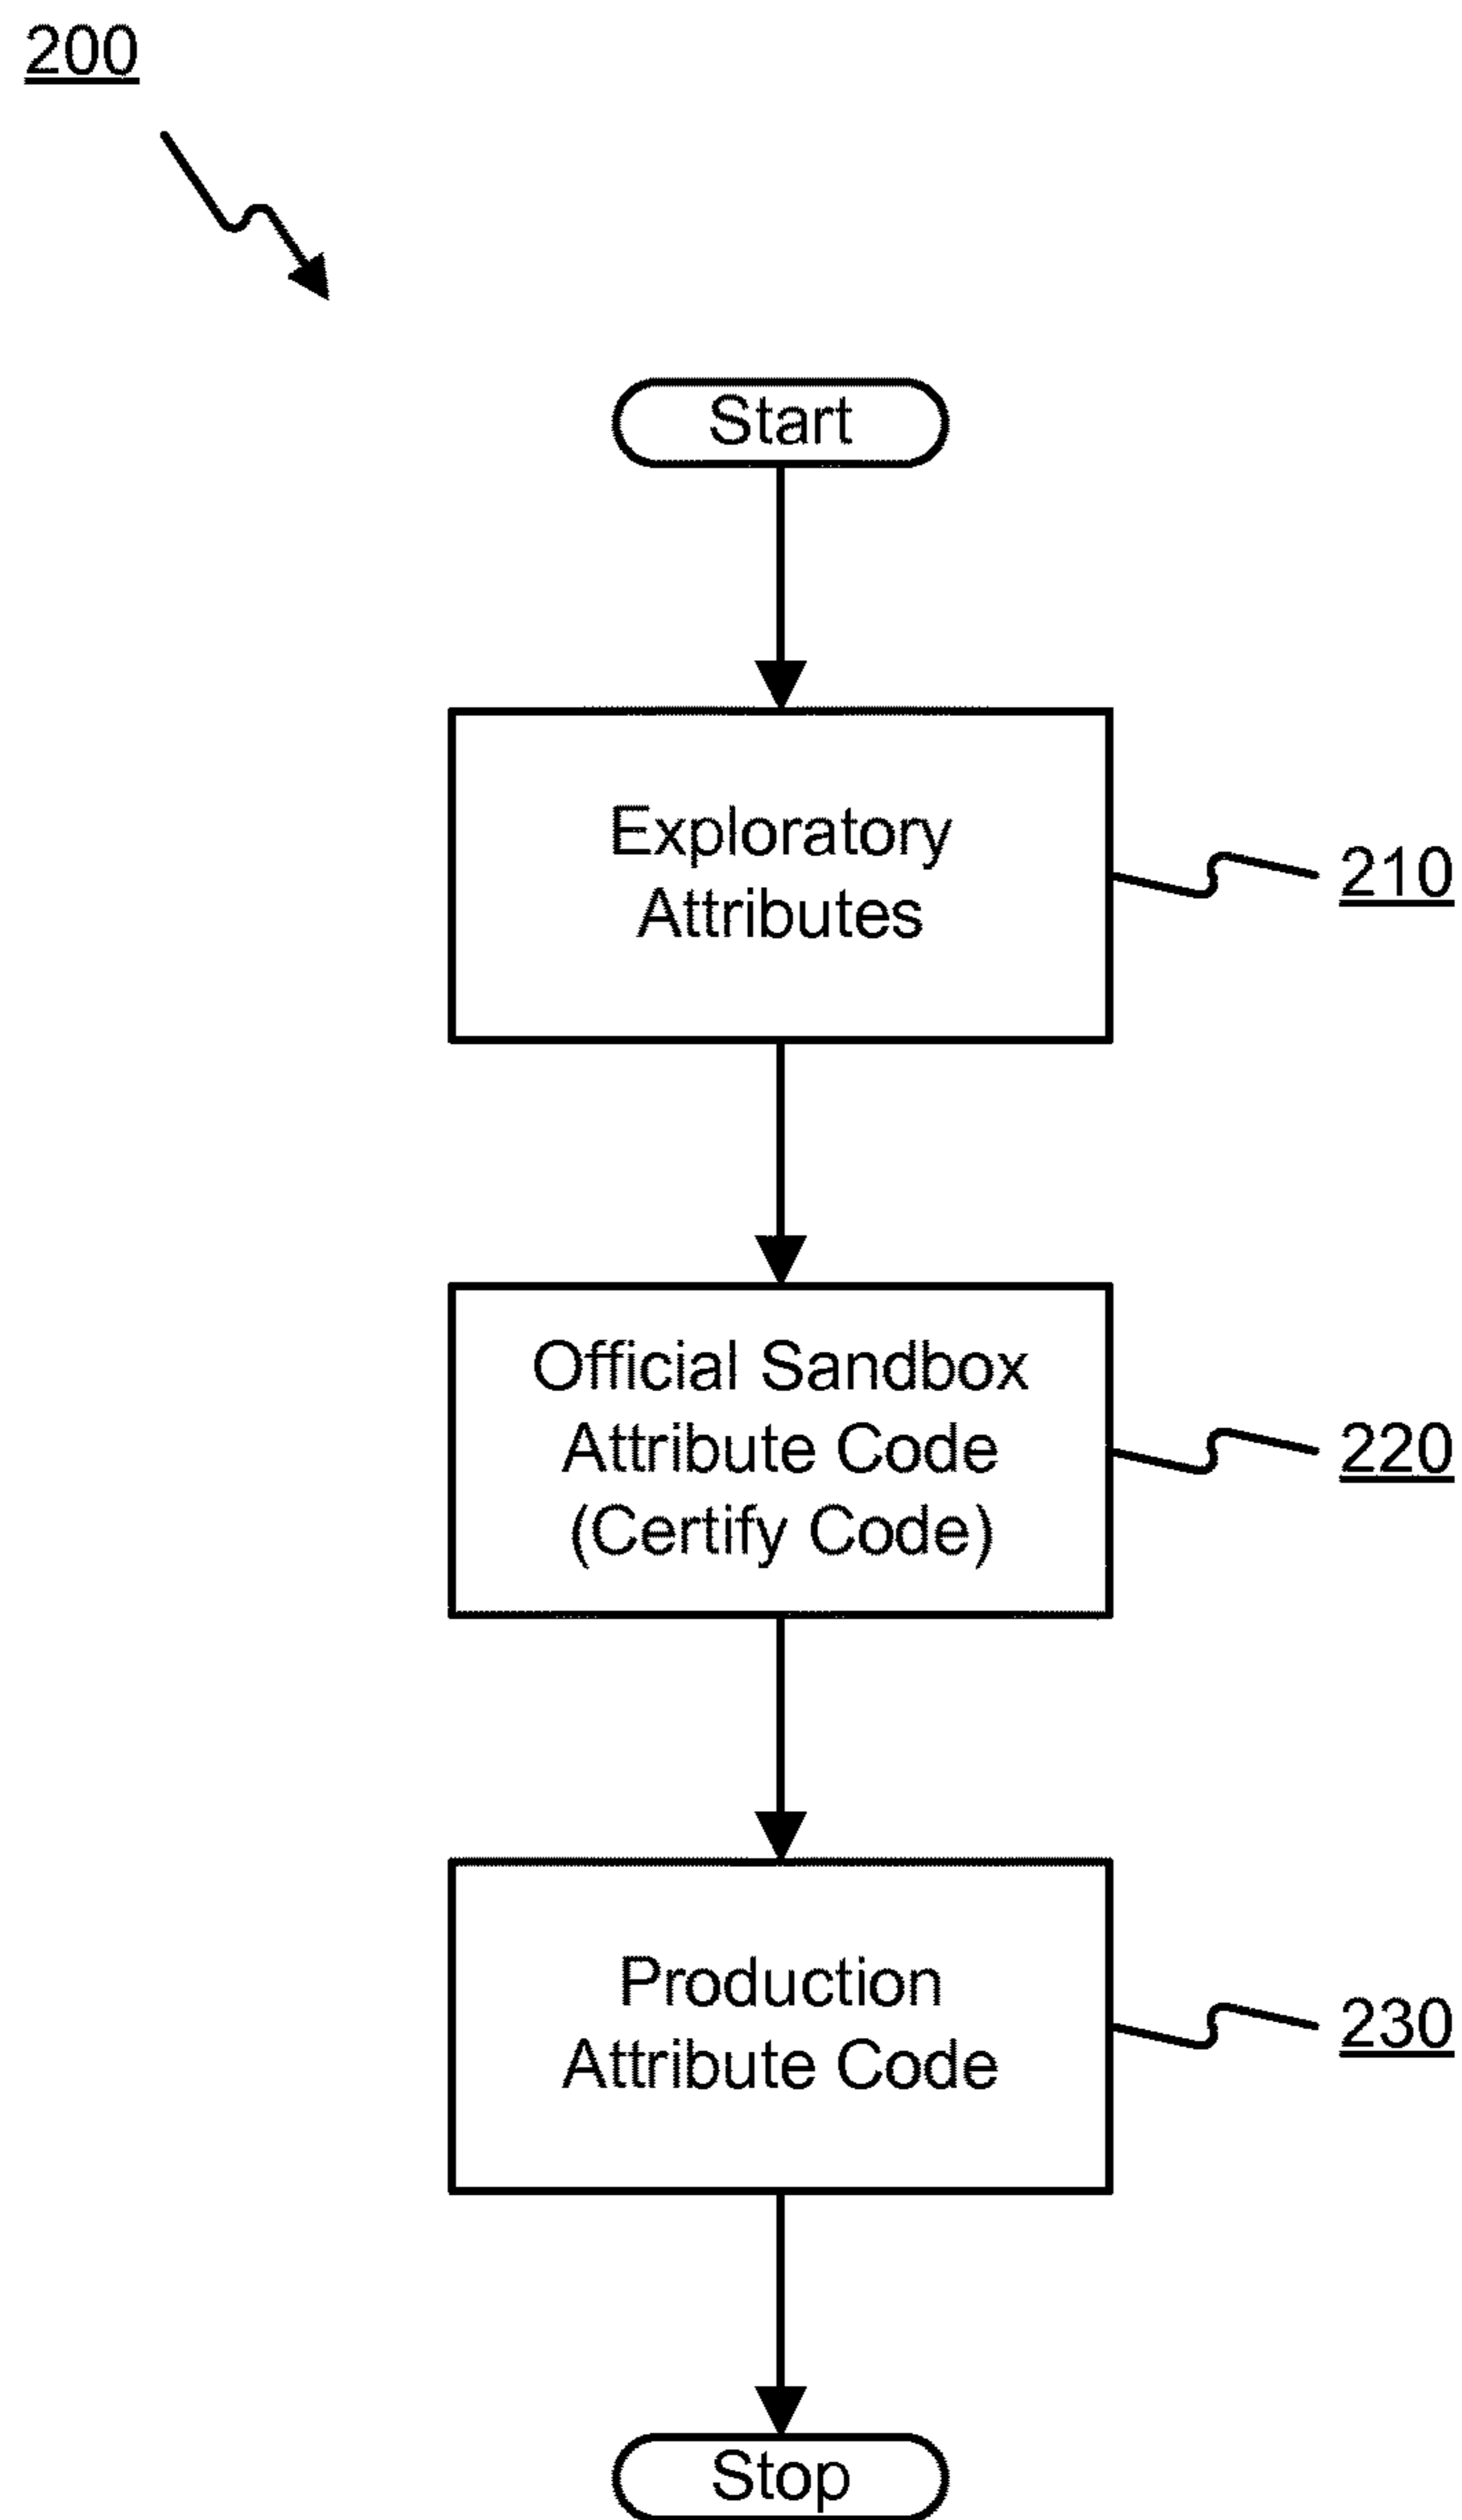 200
Start
Exploratory
Attributes
210
Official Sandbox
Attribute Code
(Certify Code)
220
Production
Attribute Code
230
Stop